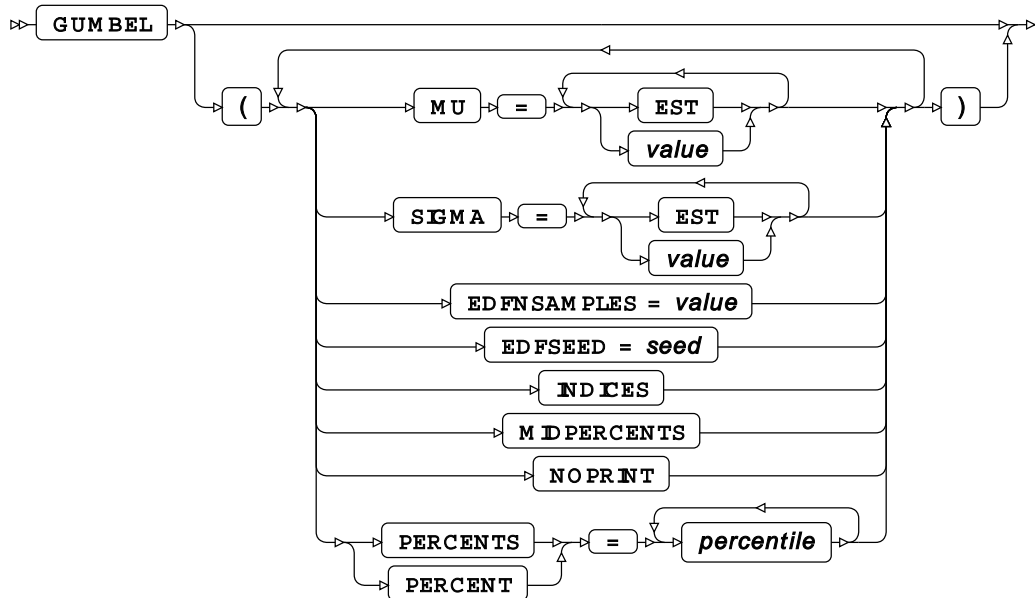 GUMBEL
(
MU = EST )
value
SIGMA = EST
value
EDFNSAMPLES = value
EDFSEED = seed
INDICES
MIDPERCENTS
NOPRINT
PERCENTS = percentile
PERCENT